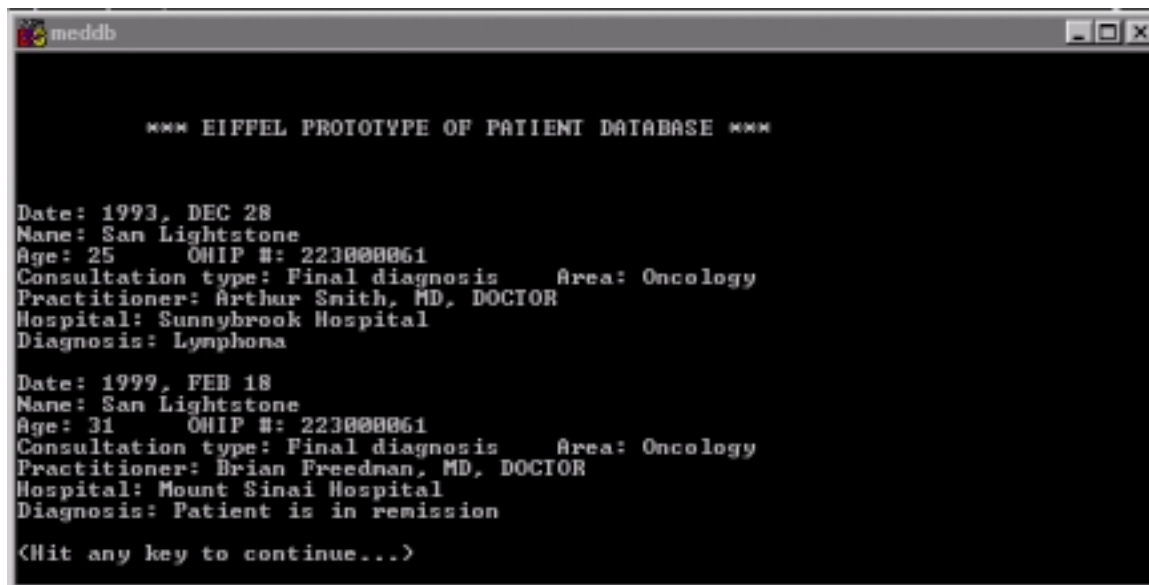 meddb
*** EIFFEL PROTOTYPE OF PATIENT DATABASE ***
Date: 1993, DEC 28
Name: Sam Lightstone
Age: 25 OHIP #: 223000061
Consultation type: Final diagnosis Area: Oncology
Practitioner: Arthur Smith, MD, DOCTOR
Hospital: Sunnybrook Hospital
Diagnosis: Lymphoma
Date: 1999, FEB 18
Name: Sam Lightstone
Age: 31 OHIP #: 223000061
Consultation type: Final diagnosis Area: Oncology
Practitioner: Brian Freedman, MD, DOCTOR
Hospital: Mount Sinai Hospital
Diagnosis: Patient is in remission
(Hit any key to continue...)